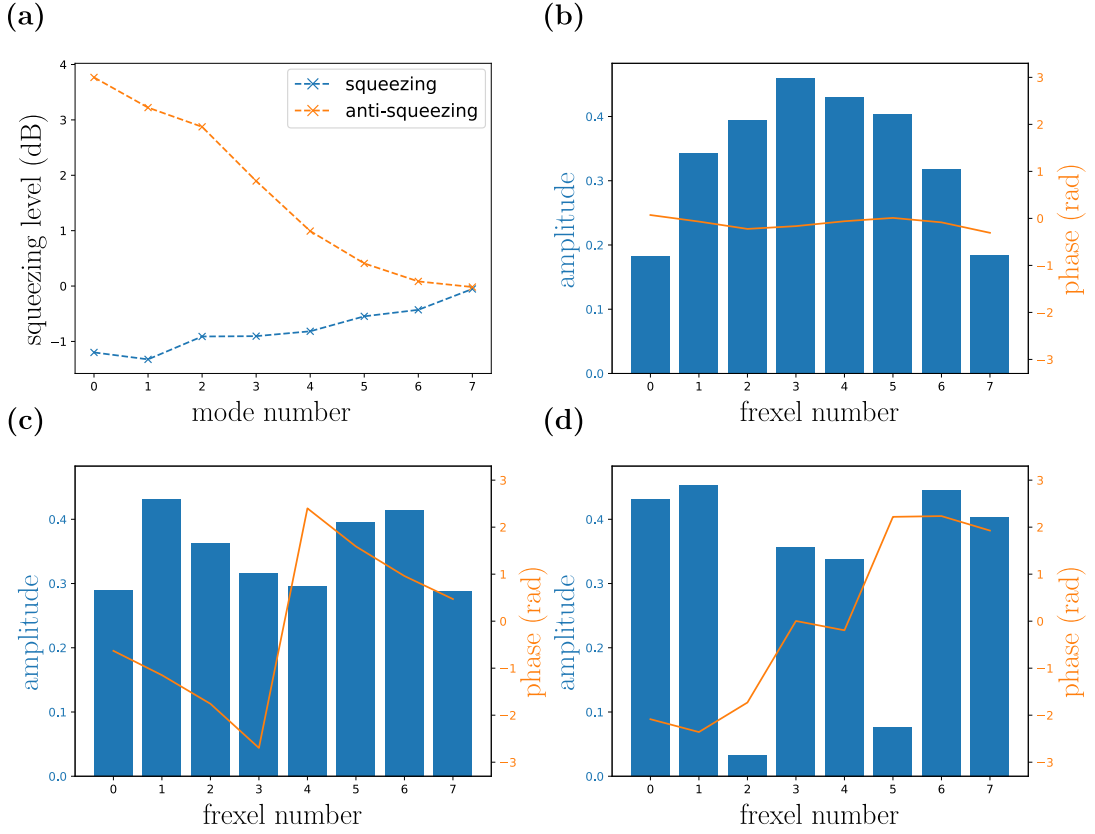 (a)
squeezing level (dB)
4
3
2
1
0
−1
squeezing
anti-squeezing
0 1 2 3 4 5 6 7
mode number
(b)
amplitude
0.4
0.3
0.2
0.1
0.0
3
2
1
0
−1
−2
−3
phase (rad)
0 1 2 3 4 5 6 7
frexel number
(c)
amplitude
0.4
0.3
0.2
0.1
0.0
3
2
1
0
−1
−2
−3
phase (rad)
0 1 2 3 4 5 6 7
frexel number
(d)
amplitude
0.4
0.3
0.2
0.1
0.0
3
2
1
0
−1
−2
−3
phase (rad)
0 1 2 3 4 5 6 7
frexel number